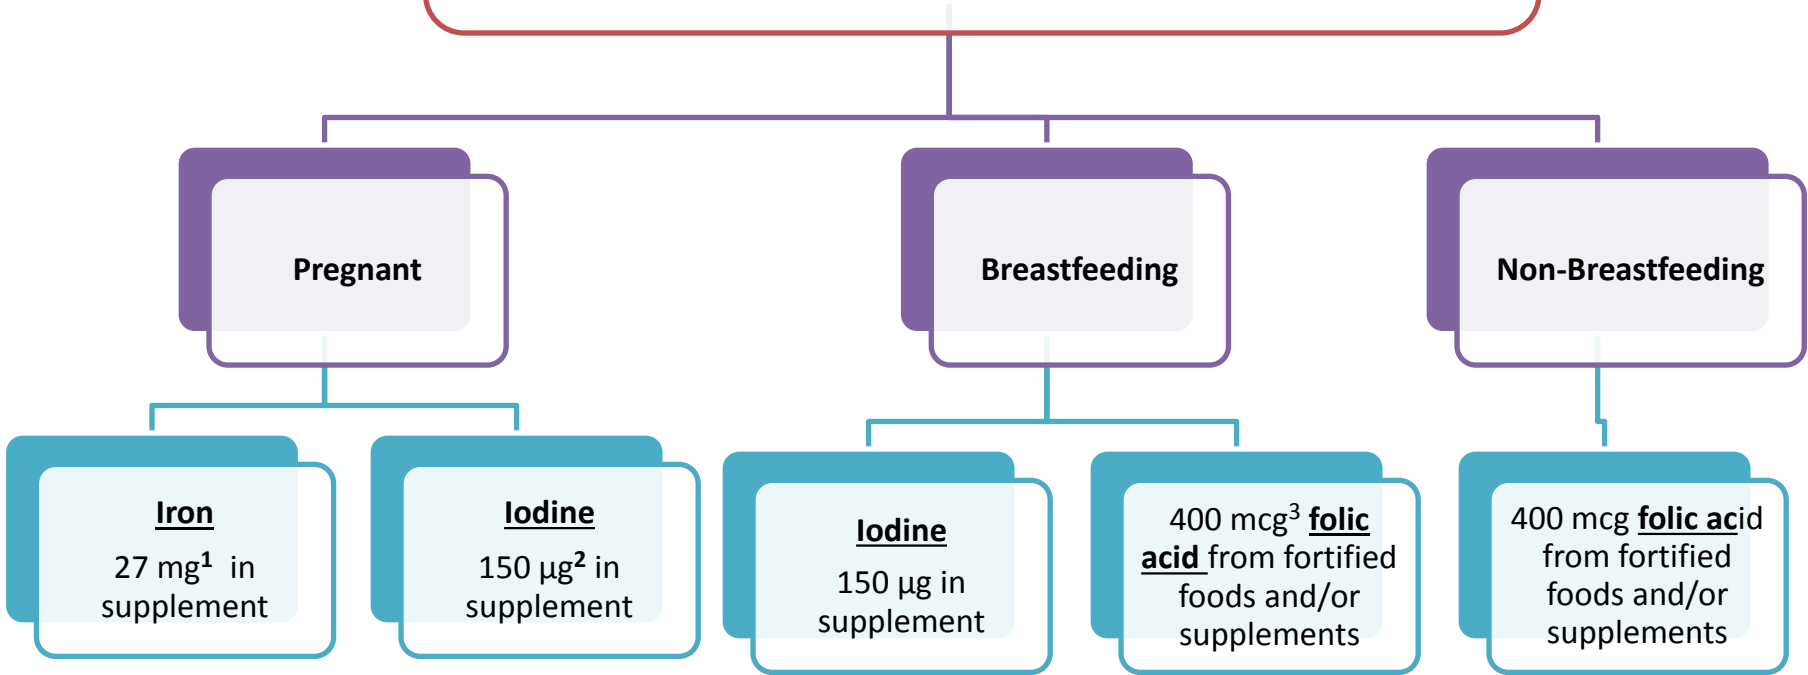 Pregnant
Breastfeeding
Non-Breastfeeding
Iron
27 mg¹ in
supplement
Iodine
150 µg² in
supplement
Iodine
150 µg in
supplement
400 mcg³ folic
acid from fortified
foods and/or
supplements
400 mcg folic acid
from fortified
foods and/or
supplements